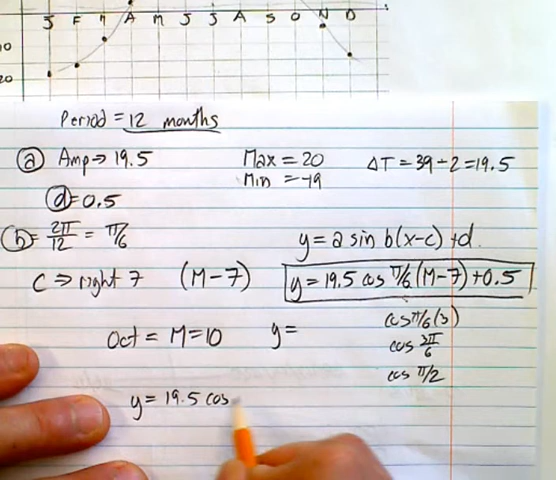 J F M A M J J A S O N D
10
20
Period = 12 months
ⓐ Amp → 19.5 Max = 20 ΔT = 39 ÷ 2 = 19.5
Min = -19
ⓓ = 0.5
ⓑ = 2π/12 = π/6 y = a sin b(x-c) + d
C ⇒ right 7 (M-7) y = 19.5 cos π/6 (M-7) + 0.5
Oct = M = 10 y = cos π/6 (3)
cos 3π/6
cos π/2
y = 19.5 cos